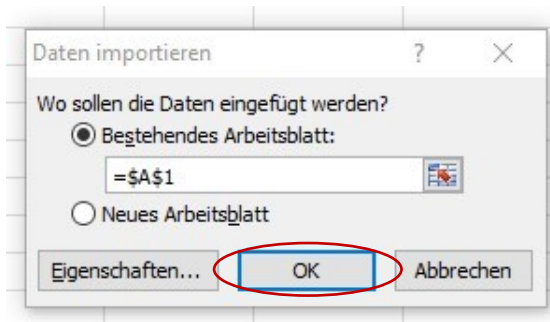 Daten importieren ?
Wo sollen die Daten eingefügt werden?
Bestehendes Arbeitsblatt:
=$A$1
Neues Arbeitsblatt
Eigenschaften... OK Abbrechen